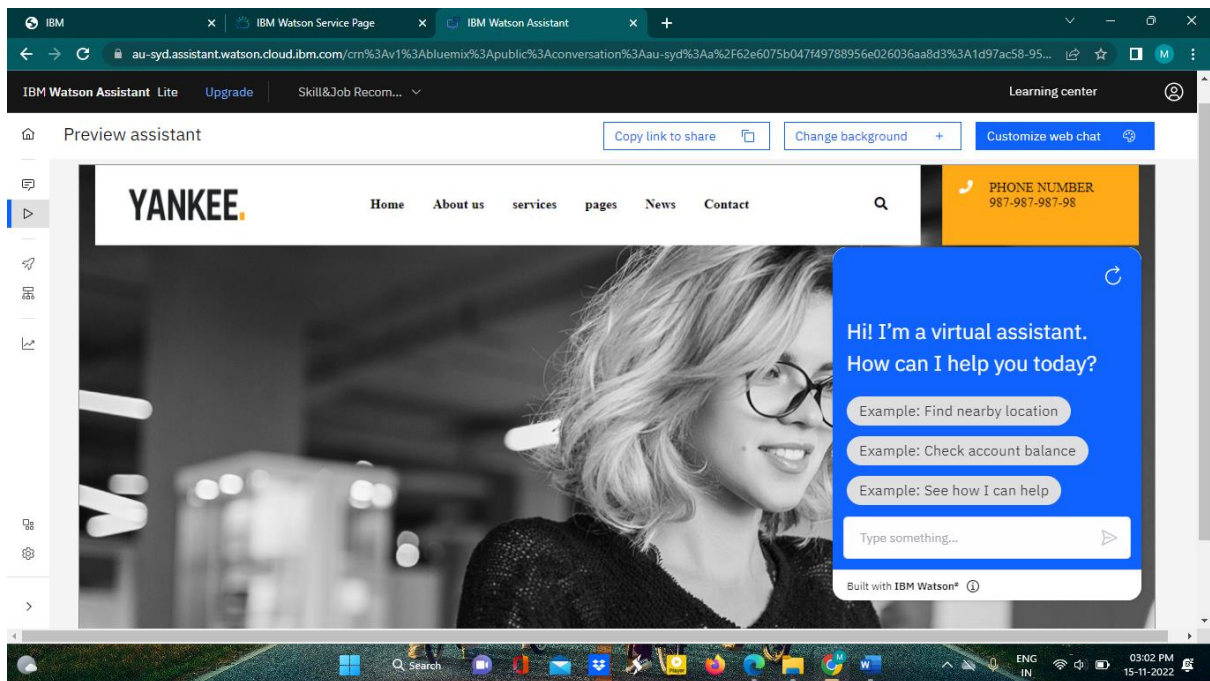 IBM
IBM Watson Service Page
IBM Watson Assistant
au-syd.assistant.watson.cloud.ibm.com/crn%3Av1%3Abluemix%3Apublic%3Aconversation%3Aau-syd%3Aa%2F62e6075b047f49788956e026036aa8d3%3A1d97ac58-95...
M
IBM Watson Assistant Lite Upgrade Skill&Job Recom... Learning center
Preview assistant
Copy link to share
Change background +
Customize web chat
YANKEE.
Home About us services pages News Contact
PHONE NUMBER
987-987-987-98
Hi! I'm a virtual assistant.
How can I help you today?
Example: Find nearby location
Example: Check account balance
Example: See how I can help
Type something...
Built with IBM Watson®
Search
ENG
IN
03:02 PM
15-11-2022